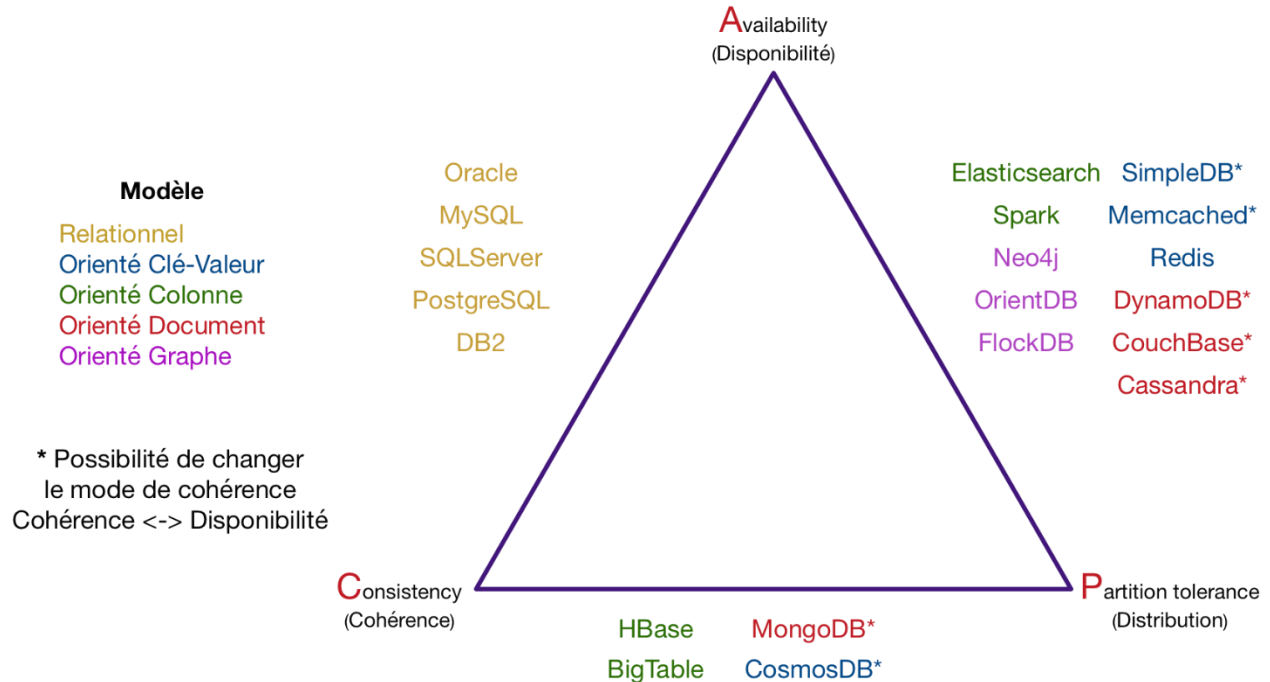 Availability
(Disponibilité)
Modèle
Relationnel
Orienté Clé-Valeur
Orienté Colonne
Orienté Document
Orienté Graphe
* Possibilité de changer
le mode de cohérence
Cohérence <-> Disponibilité
Oracle
MySQL
SQLServer
PostgreSQL
DB2
Elasticsearch SimpleDB*
Spark Memcached*
Neo4j Redis
OrientDB DynamoDB*
FlockDB CouchBase*
Cassandra*
Consistency
(Cohérence)
Partition tolerance
(Distribution)
HBase MongoDB*
BigTable CosmosDB*